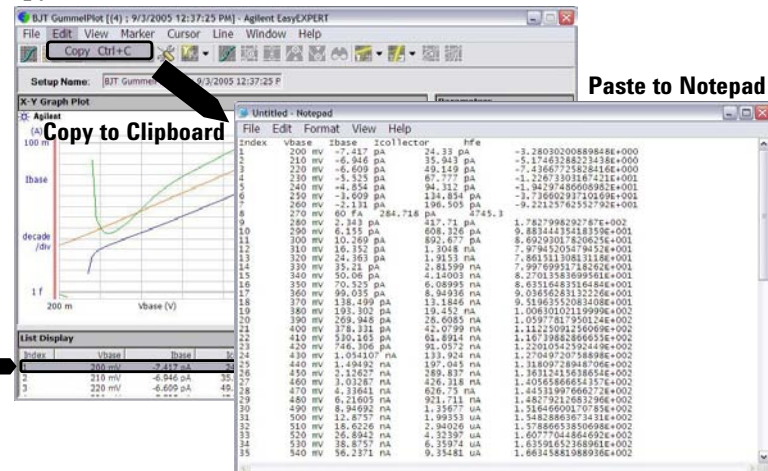 BJT GummelPlot [(4) ; 9/3/2005 12:37:25 PM] - Agilent EasyEXPERT
File Edit View Marker Cursor Line Window Help
Copy Ctrl+C
Setup Name: BJT Gummel 9/3/2005 12:37:25 P
Paste to Notepad
X-Y Graph Plot
Agilent
Copy to Clipboard
(A)
100 m
Ibase
decade
/div
1 f
200 m
Vbase (V)
List Display
Index Vbase Ibase
1 200 mV -7.417 pA
2 210 mV -6.946 pA 35.
3 220 mV -6.609 pA 49.
Untitled - Notepad
File Edit Format View Help
Index Vbase Ibase Icollector hfe
1 200 mV -7.417 pA 24.33 pA -3.28030200889848E+000
2 210 mV -6.946 pA 35.943 pA -5.17463288223438E+000
3 220 mV -6.609 pA 49.149 pA -7.43667725828416E+000
4 230 mV -5.525 pA 67.777 pA -1.22673303167421E+001
5 240 mV -4.854 pA 94.312 pA -1.94297486608982E+001
6 250 mV -3.609 pA 134.854 pA -3.73660293710169E+001
7 260 mV -2.131 pA 196.505 pA -9.22125762552792E+001
8 270 mV 60 fA 284.718 pA 4745.3
9 280 mV 2.343 pA 417.71 pA 1.7827998292787E+002
10 290 mV 6.155 pA 608.326 pA 9.88344435418359E+001
11 300 mV 10.269 pA 892.677 pA 8.69293017820625E+001
12 310 mV 16.352 pA 1.3048 nA 7.97945205479452E+001
13 320 mV 24.363 pA 1.9153 nA 7.86151130813118E+001
14 330 mV 35.21 pA 2.81599 nA 7.99769951718262E+001
15 340 mV 50.06 pA 4.14003 nA 8.27013583699561E+001
16 350 mV 70.525 pA 6.08995 nA 8.63516483516484E+001
17 360 mV 99.035 pA 8.94936 nA 9.03656283132226E+001
18 370 mV 138.499 pA 13.1846 nA 9.51963552083408E+001
19 380 mV 193.302 pA 19.452 nA 1.00630102119999E+002
20 390 mV 269.948 pA 28.6085 nA 1.05977817950124E+002
21 400 mV 378.331 pA 42.0799 nA 1.11225091256069E+002
22 410 mV 530.165 pA 61.8914 nA 1.16739882866655E+002
23 420 mV 746.306 pA 91.0572 nA 1.22010542592449E+002
24 430 mV 1.054107 nA 133.924 nA 1.27049720758898E+002
25 440 mV 1.49492 nA 197.045 nA 1.31809728948706E+002
26 450 mV 2.12627 nA 289.837 nA 1.36312415638654E+002
27 460 mV 3.03287 nA 426.318 nA 1.40565866654357E+002
28 470 mV 4.33641 nA 626.75 nA 1.44531997666272E+002
29 480 mV 6.21605 nA 921.711 nA 1.48279212673296E+002
30 490 mV 8.94692 nA 1.35677 uA 1.51646600170785E+002
31 500 mV 12.8757 nA 1.99353 uA 1.54828863673431E+002
32 510 mV 18.6226 nA 2.94026 uA 1.57886653850698E+002
33 520 mV 26.8942 nA 4.32397 uA 1.60777044864692E+002
34 530 mV 38.8757 nA 6.35974 uA 1.63591652368961E+002
35 540 mV 56.2371 nA 9.35481 uA 1.66345881988936E+002